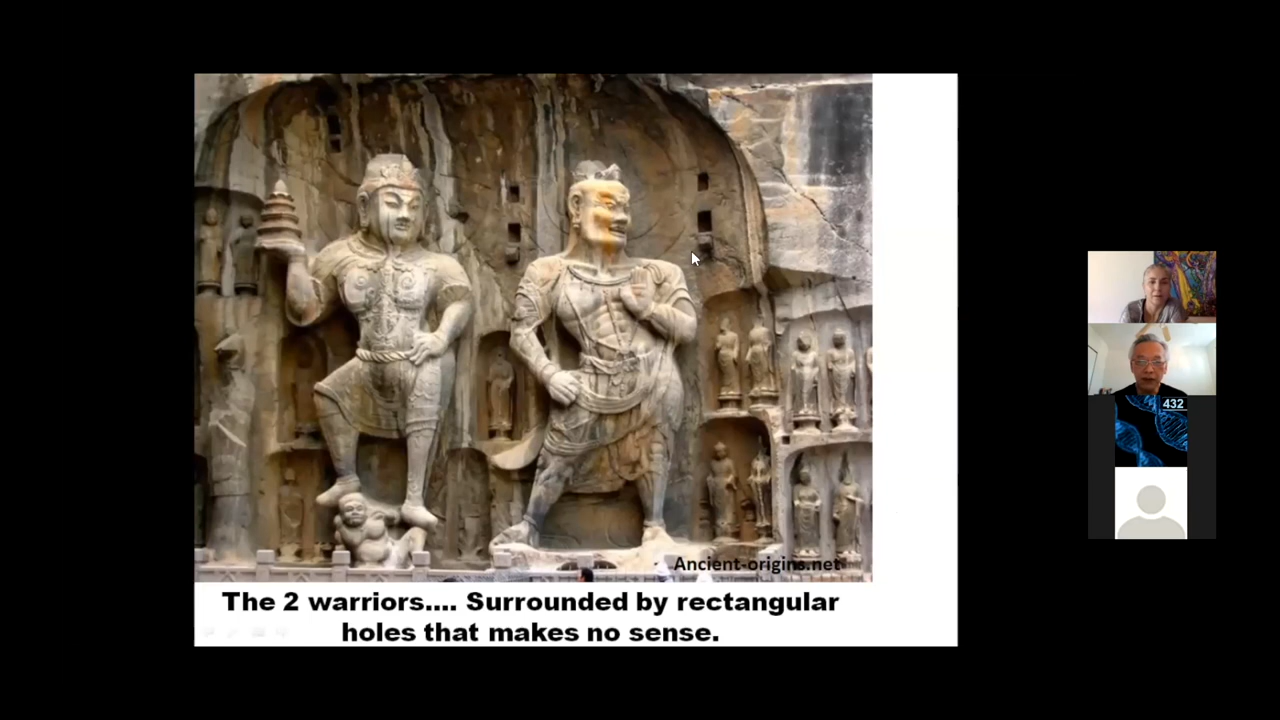 432
Ancient-origins.net
The 2 warriors.... Surrounded by rectangular
holes that makes no sense.